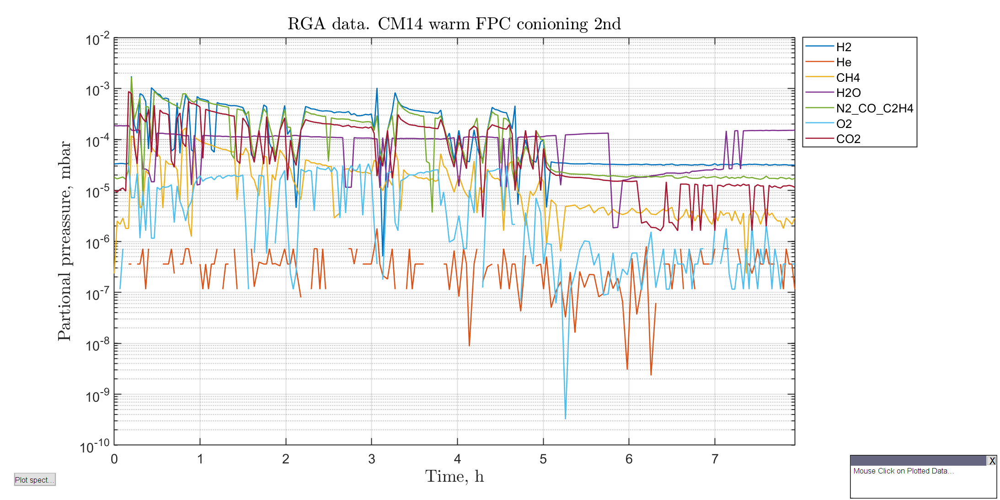 RGA data. CM14 warm FPC conioning 2nd
Partional preassure, mbar
10-2
10-3
10-4
10-5
10-6
10-7
10-8
10-9
10-10
0 1 2 3 4 5 6 7
Time, h
H2
He
CH4
H2O
N2_CO_C2H4
O2
CO2
Plot spect...
X
Mouse Click on Plotted Data...